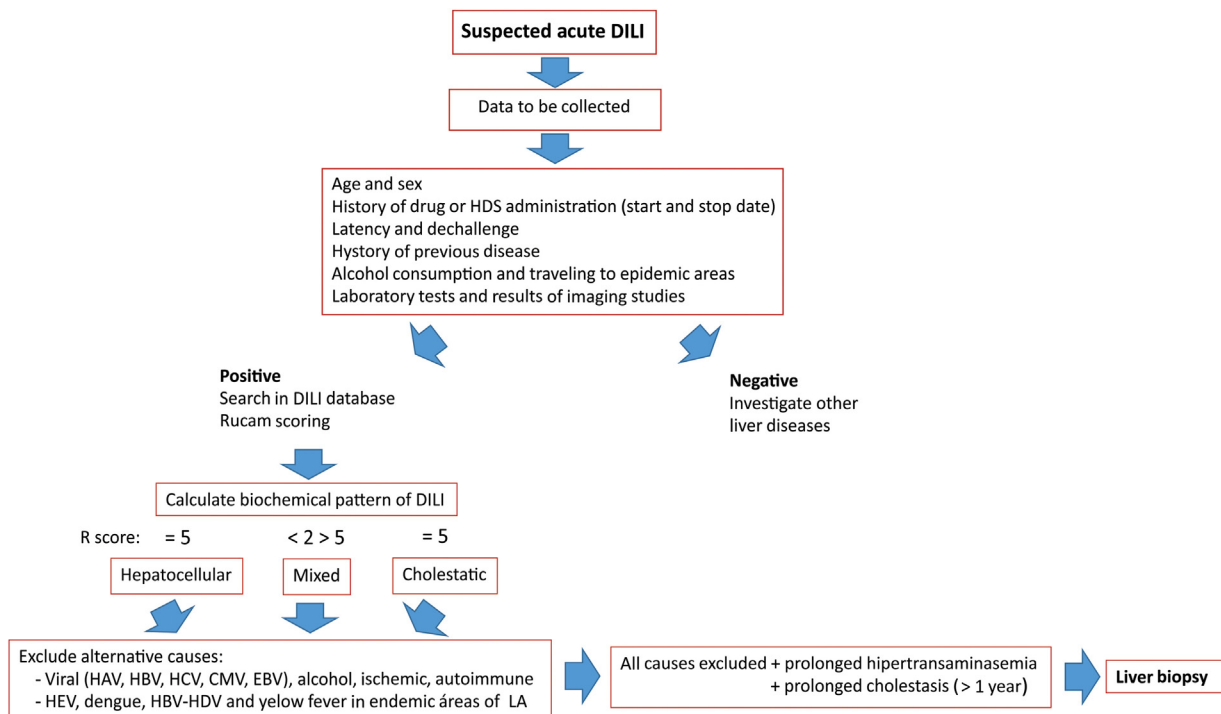 Suspected acute DILI
Data to be collected
Age and sex
History of drug or HDS administration (start and stop date)
Latency and dechallenge
Hystory of previous disease
Alcohol consumption and traveling to epidemic areas
Laboratory tests and results of imaging studies
Positive
Search in DILI database
Rucam scoring
Negative
Investigate other
liver diseases
Calculate biochemical pattern of DILI
R score: = 5 < 2 > 5 = 5
Hepatocellular Mixed Cholestatic
Exclude alternative causes:
- Viral (HAV, HBV, HCV, CMV, EBV), alcohol, ischemic, autoimmune
- HEV, dengue, HBV-HDV and yelow fever in endemic áreas of LA
All causes excluded + prolonged hipertransaminasemia
+ prolonged cholestasis (> 1 year)
Liver biopsy